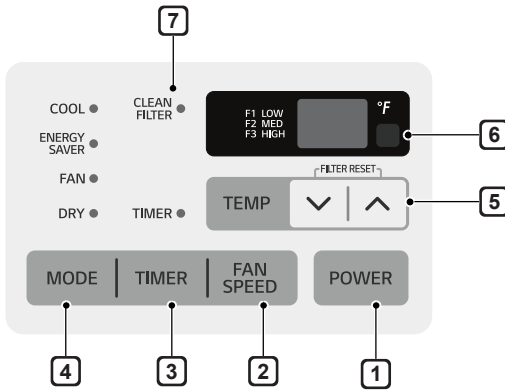 7
COOL
CLEAN
FILTER
F1 LOW
F2 MED
F3 HIGH
°F
6
ENERGY
SAVER
FILTER RESET
FAN
TEMP
5
DRY
TIMER
MODE
TIMER
FAN
SPEED
POWER
4
3
2
1